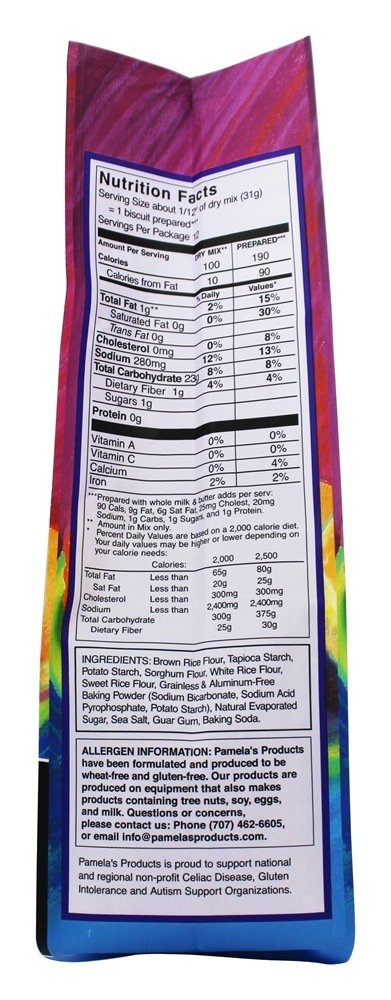 Nutrition Facts
Serving Size about 1/12 of dry mix (31g)
= 1 biscuit prepared***
Servings Per Package 12
Amount Per Serving DRY MIX** PREPARED***
Calories 100 190
Calories from Fat 10 90
% Daily Values*
Total Fat 1g** 2% 15%
Saturated Fat 0g 0% 30%
Trans Fat 0g
Cholesterol 0mg 0% 8%
Sodium 280mg 12% 13%
Total Carbohydrate 23g 8% 8%
Dietary Fiber 1g 4% 4%
Sugars 1g
Protein 0g
Vitamin A 0% 0%
Vitamin C 0% 0%
Calcium 0% 4%
Iron 2% 2%
***Prepared with whole milk & butter adds per serv:
90 Cals, 9g Fat, 6g Sat Fat, 25mg Cholest, 20mg
Sodium, 1g Carbs, 1g Sugars, and 1g Protein.
** Amount in Mix only.
* Percent Daily Values are based on a 2,000 calorie diet.
Your daily values may be higher or lower depending on
your calorie needs:
Calories: 2,000 2,500
Total Fat Less than 65g 80g
Sat Fat Less than 20g 25g
Cholesterol Less than 300mg 300mg
Sodium Less than 2,400mg 2,400mg
Total Carbohydrate 300g 375g
Dietary Fiber 25g 30g
INGREDIENTS: Brown Rice Flour, Tapioca Starch,
Potato Starch, Sorghum Flour, White Rice Flour,
Sweet Rice Flour, Grainless & Aluminum-Free
Baking Powder (Sodium Bicarbonate, Sodium Acid
Pyrophosphate, Potato Starch), Natural Evaporated
Sugar, Sea Salt, Guar Gum, Baking Soda.
ALLERGEN INFORMATION: Pamela's Products
have been formulated and produced to be
wheat-free and gluten-free. Our products are
produced on equipment that also makes
products containing tree nuts, soy, eggs,
and milk. Questions or concerns,
please contact us: Phone (707) 462-6605,
or email info@pamelasproducts.com.
Pamela's Products is proud to support national
and regional non-profit Celiac Disease, Gluten
Intolerance and Autism Support Organizations.